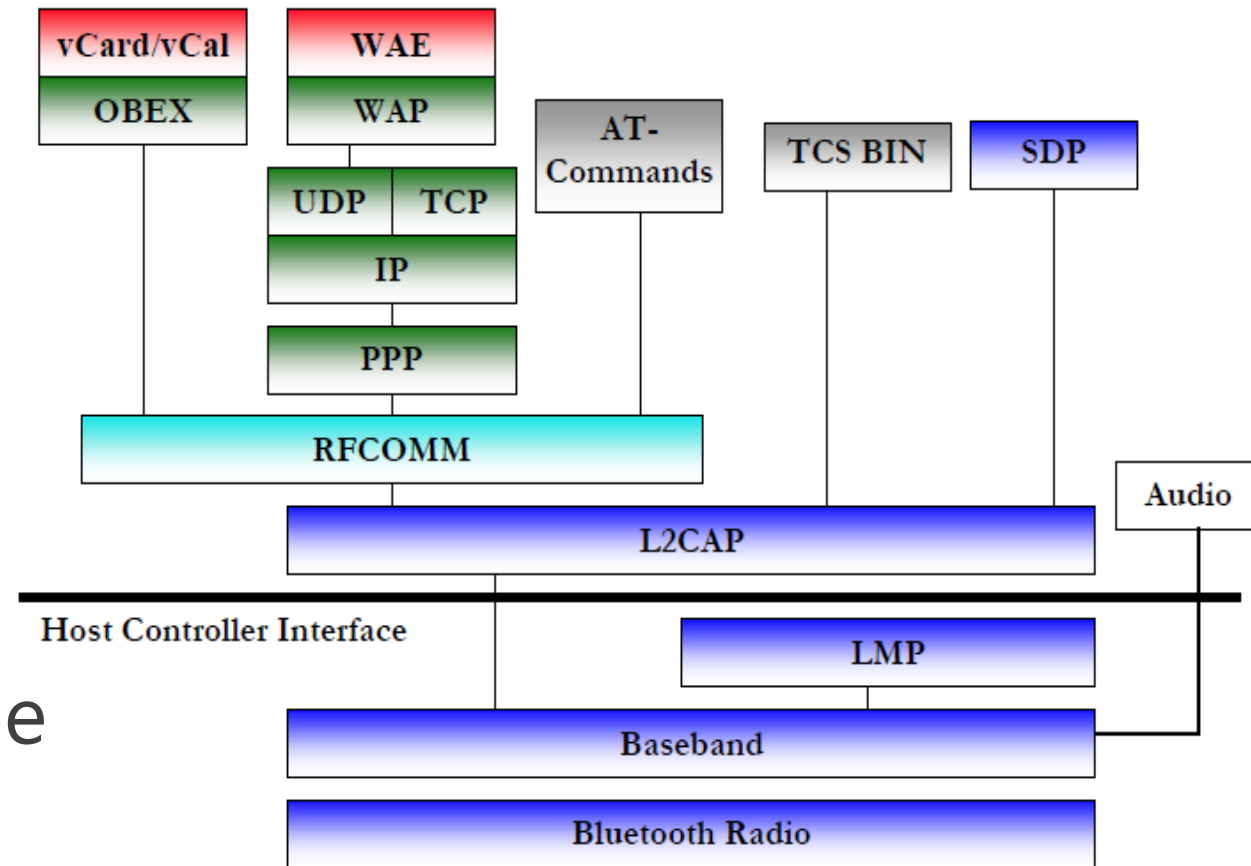 vCard/vCal
WAE
OBEX
WAP
AT-
Commands
TCS BIN
SDP
UDP
TCP
IP
PPP
RFCOMM
Audio
L2CAP
Host Controller Interface
LMP
e
Baseband
Bluetooth Radio